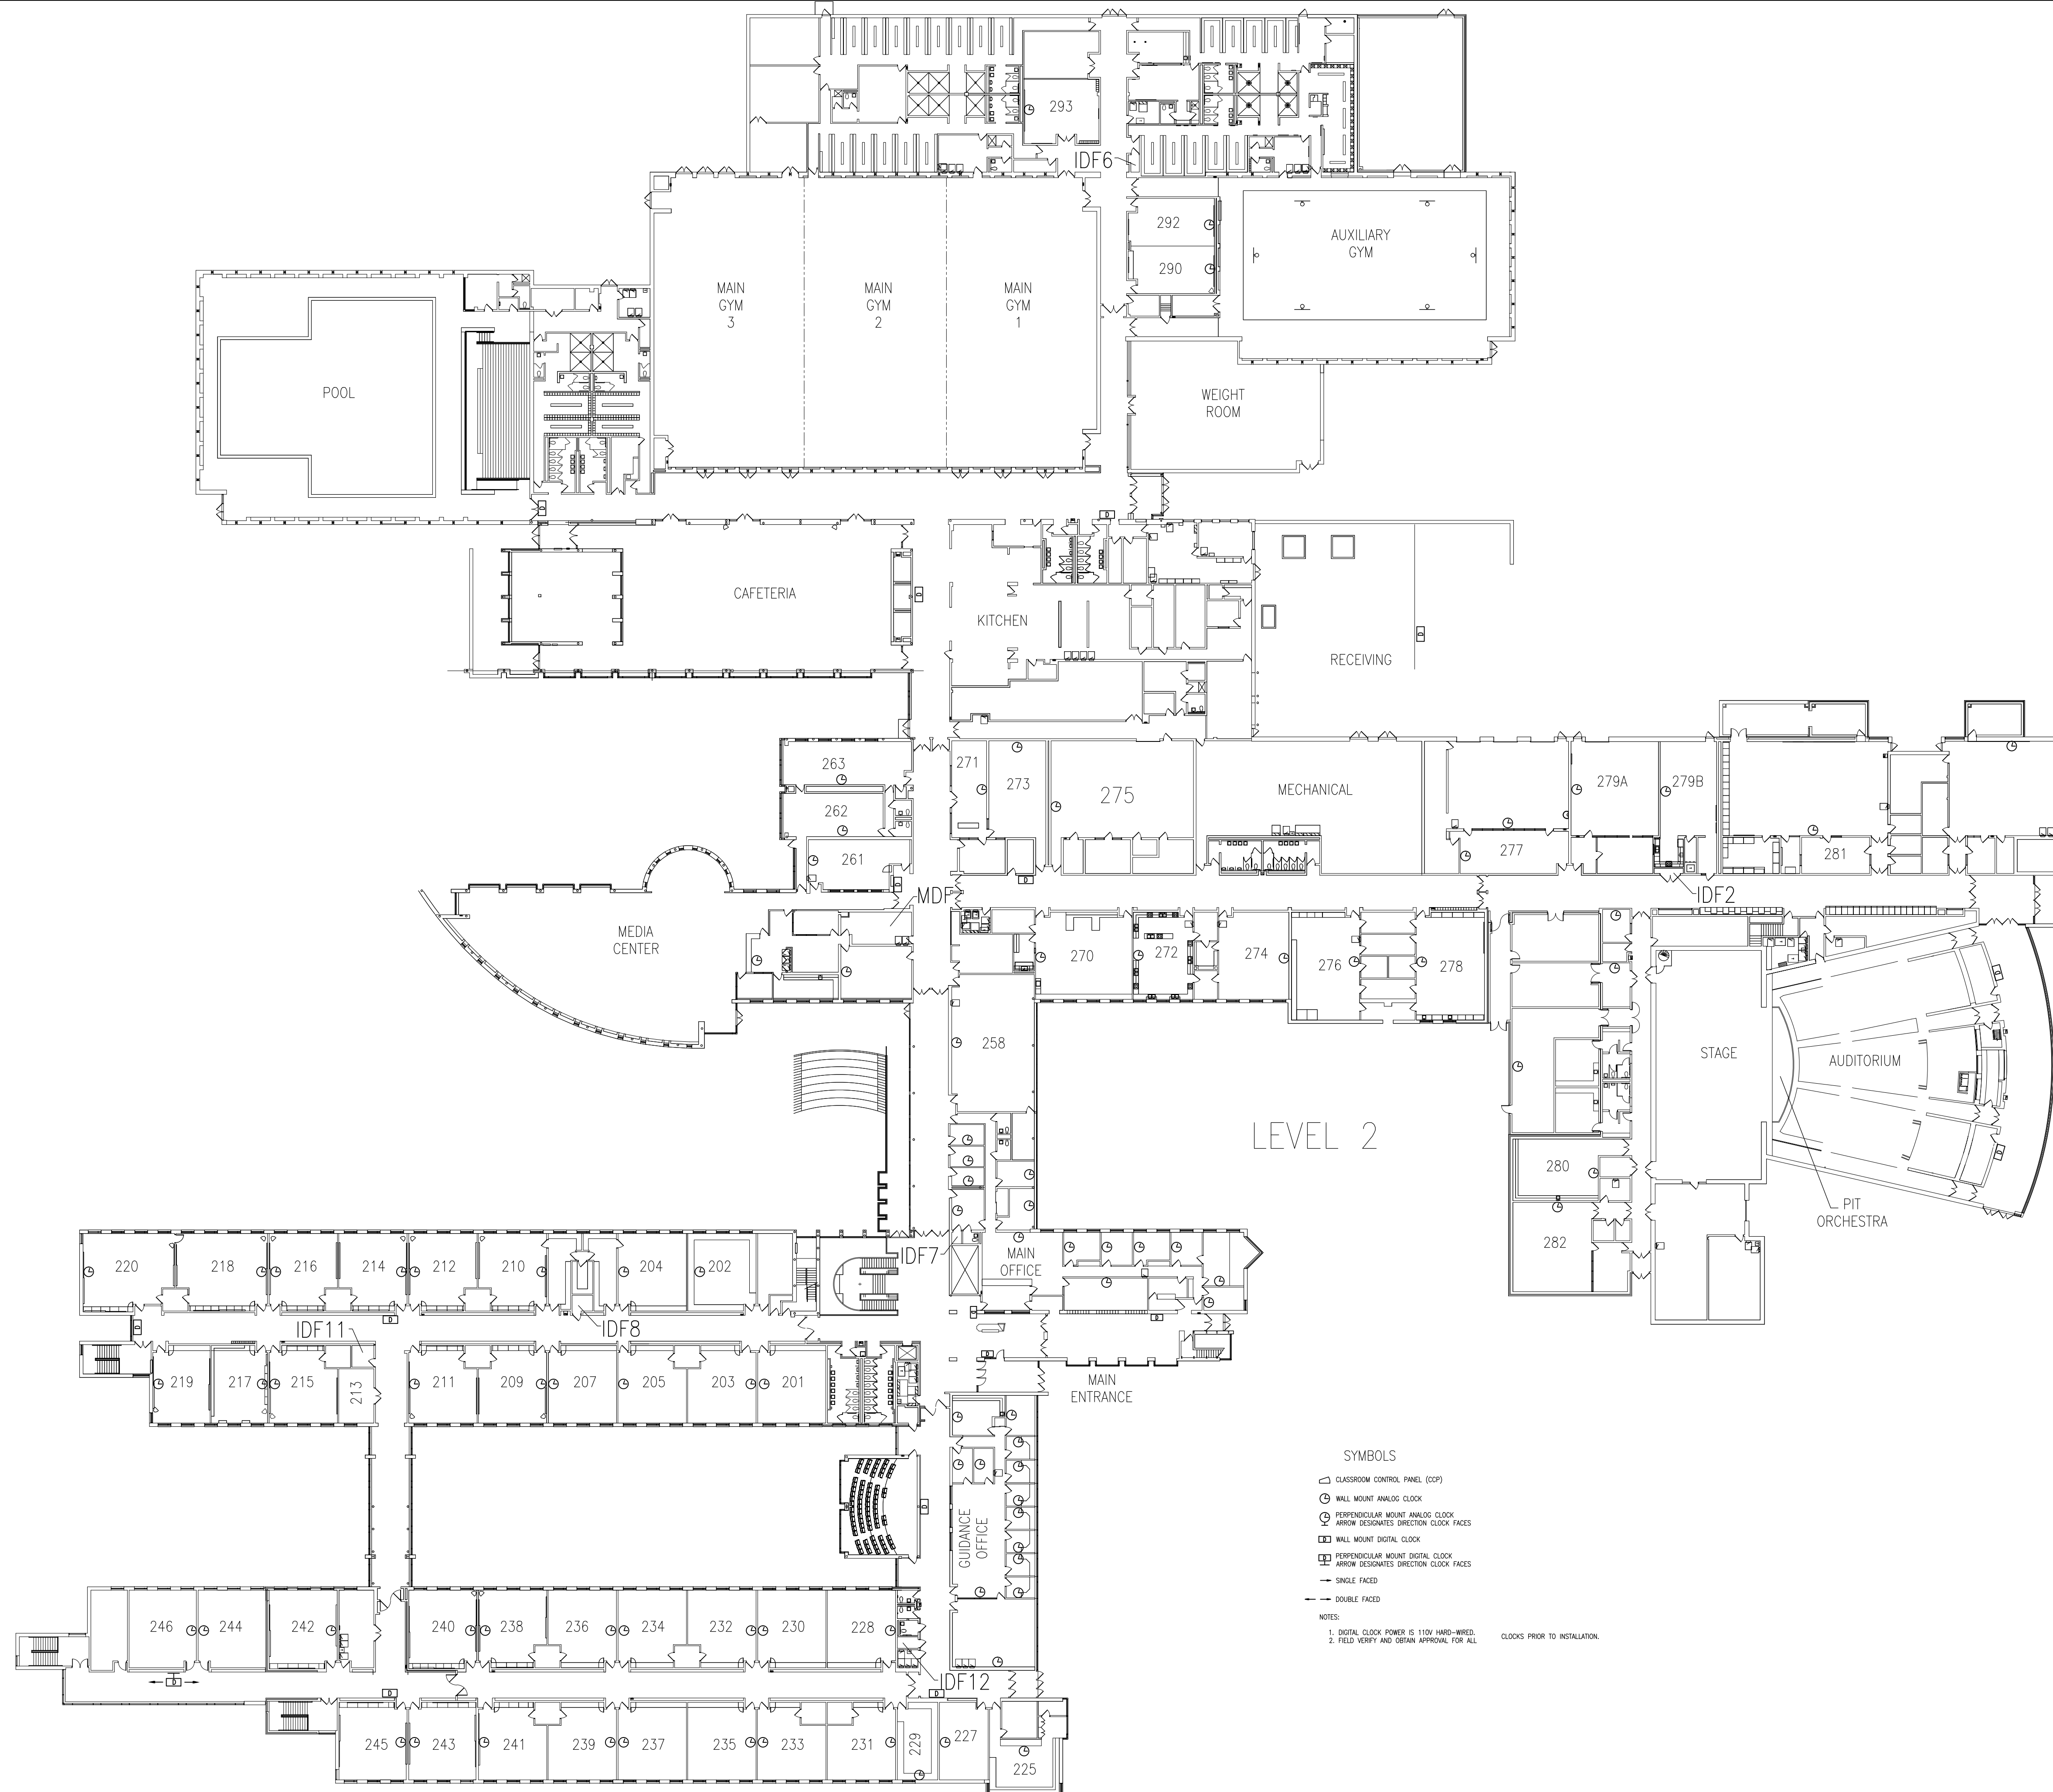 293
IDF6
292
AUXILIARY
GYM
290
MAIN
GYM
3
MAIN
GYM
2
MAIN
GYM
1
POOL
WEIGHT
ROOM
CAFETERIA
KITCHEN
RECEIVING
263
271
273
275
MECHANICAL
279A
279B
262
261
277
281
MDF
IDF2
MEDIA
CENTER
270
272
274
276
278
258
STAGE
AUDITORIUM
LEVEL 2
280
PIT
ORCHESTRA
282
IDF7
MAIN
OFFICE
220
218
216
214
212
210
204
202
IDF11
IDF8
219
217
215
213
211
209
207
205
203
201
MAIN
ENTRANCE
GUIDANCE
OFFICE
SYMBOLS
CLASSROOM CONTROL PANEL (CCP)
WALL MOUNT ANALOG CLOCK
PERPENDICULAR MOUNT ANALOG CLOCK
ARROW DESIGNATES DIRECTION CLOCK FACES
D WALL MOUNT DIGITAL CLOCK
D PERPENDICULAR MOUNT DIGITAL CLOCK
ARROW DESIGNATES DIRECTION CLOCK FACES
SINGLE FACED
DOUBLE FACED
NOTES:
1. DIGITAL CLOCK POWER IS 110V HARD-WIRED.
2. FIELD VERIFY AND OBTAIN APPROVAL FOR ALL CLOCKS PRIOR TO INSTALLATION.
246
244
242
240
238
236
234
232
230
228
IDF12
245
243
241
239
237
235
233
231
229
227
225